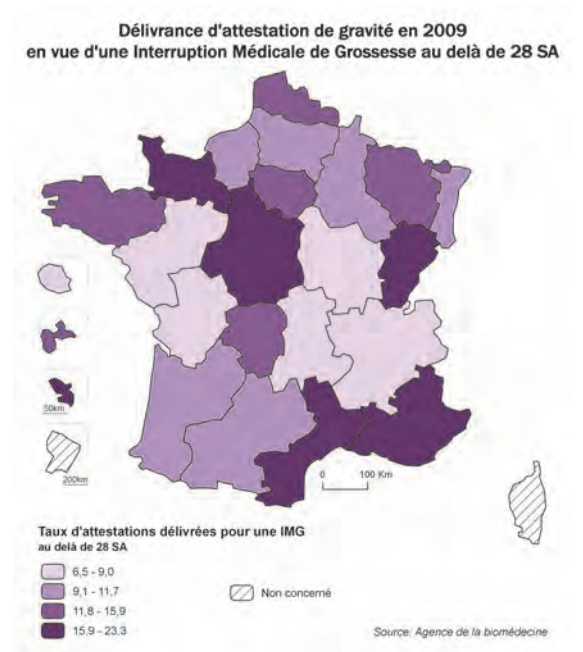 Délivrance d'attestation de gravité en 2009
en vue d'une Interruption Médicale de Grossesse au delà de 28 SA
50km
200km
0 100 Km
Taux d'attestations délivrées pour une IMG
au delà de 28 SA
6,5 - 9,0
9,1 - 11,7
11,8 - 15,9
15,9 - 23,3
Non concerné
Source: Agence de la biomédecine